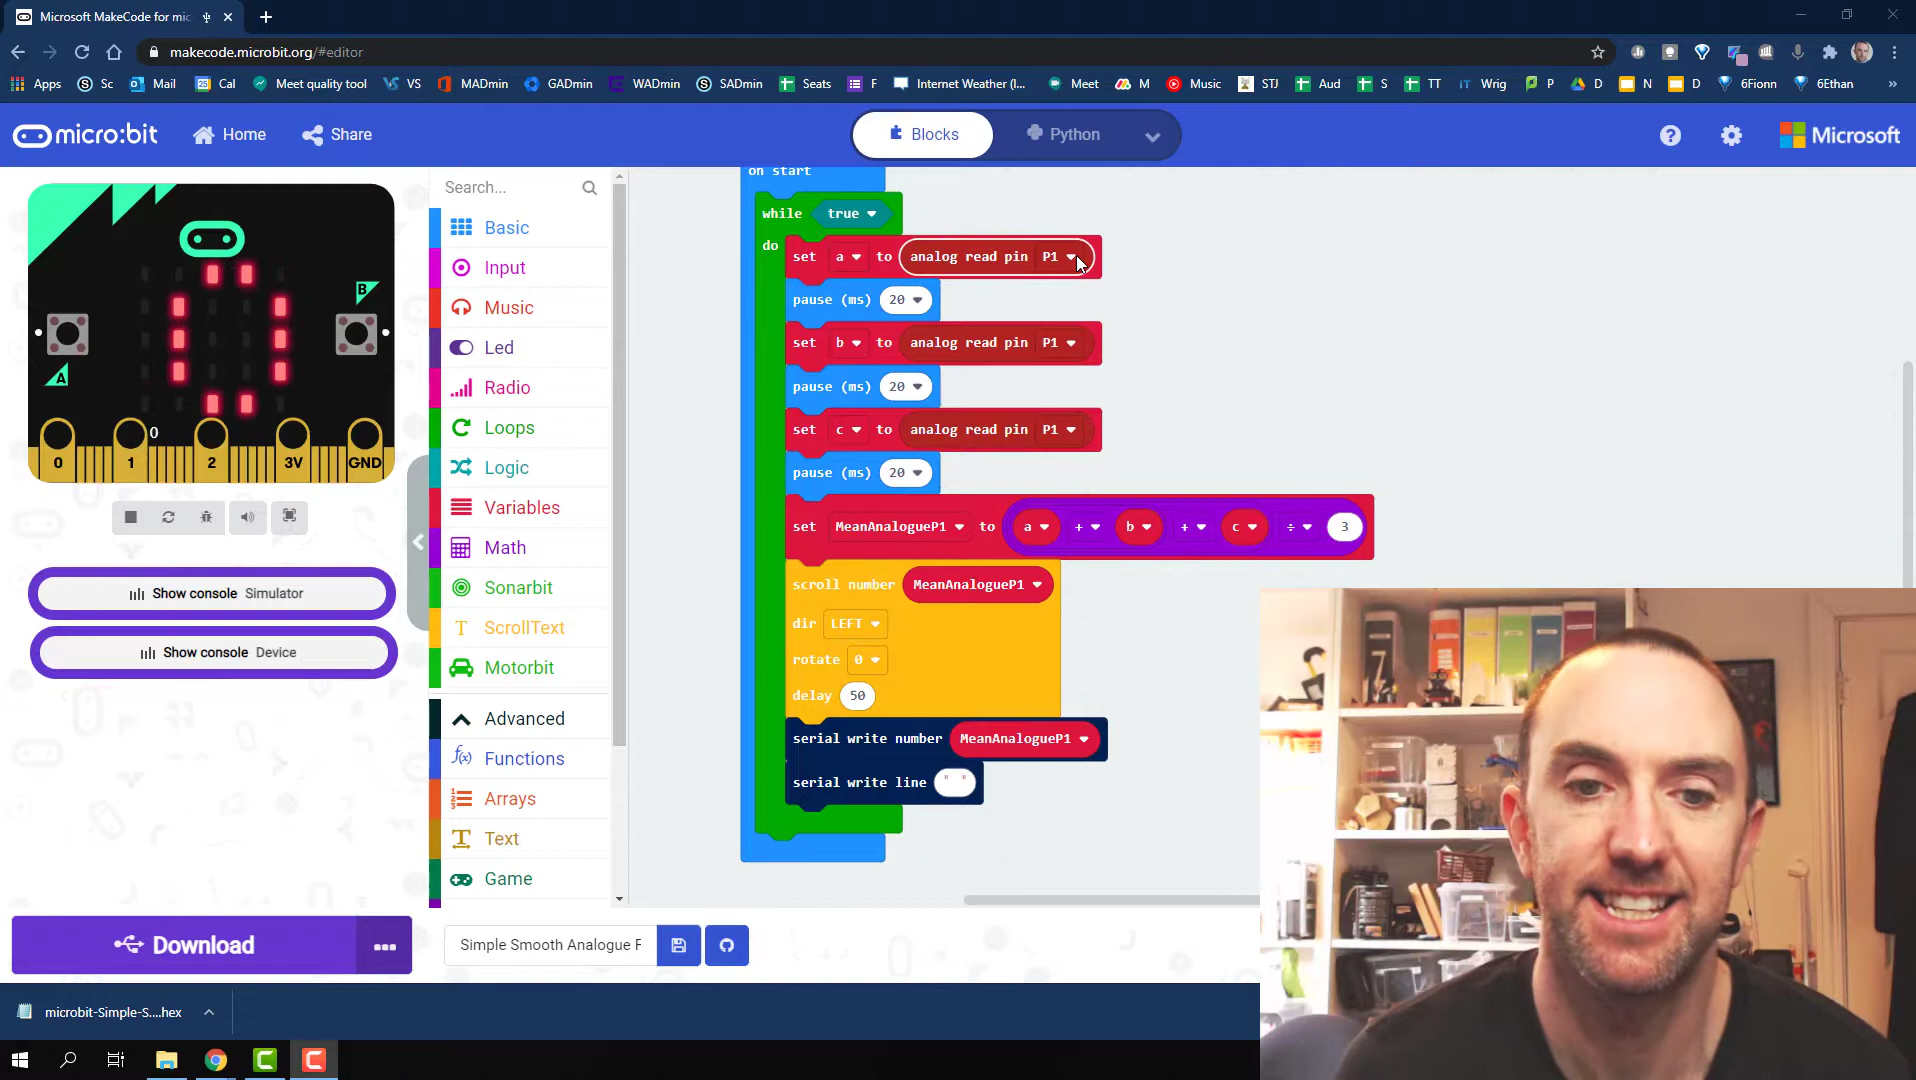 Microsoft MakeCode for mic
makecode.microbit.org/#editor
Apps Sc Mail Cal Meet quality tool VS MADmin GADmin WADmin SADmin Seats F Internet Weather (I... Meet M Music STJ Aud S TT Wrig P D N D 6Fionn 6Ethan »
micro:bit Home Share Blocks Python Microsoft
on start
while true
do set a to analog read pin P1
pause (ms) 20
set b to analog read pin P1
pause (ms) 20
set c to analog read pin P1
pause (ms) 20
set MeanAnalogueP1 to a + b + c ÷ 3
scroll number MeanAnalogueP1
dir LEFT
rotate 0
delay 50
serial write number MeanAnalogueP1
serial write line " "
A
B
0
0 1 2 3V GND
Show console Simulator
Show console Device
Search...
Basic
Input
Music
Led
Radio
Loops
Logic
Variables
Math
Sonarbit
ScrollText
Motorbit
Advanced
Functions
Arrays
Text
Game
Download
Simple Smooth Analogue F
microbit-Simple-S....hex